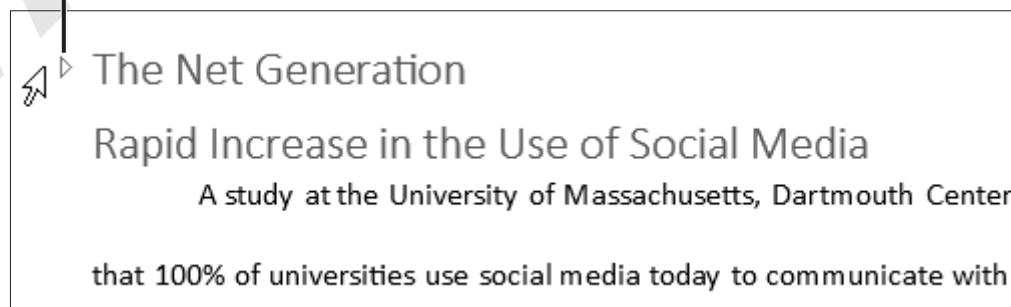 The Net Generation
Rapid Increase in the Use of Social Media
A study at the University of Massachusetts, Dartmouth Center
that 100% of universities use social media today to communicate with